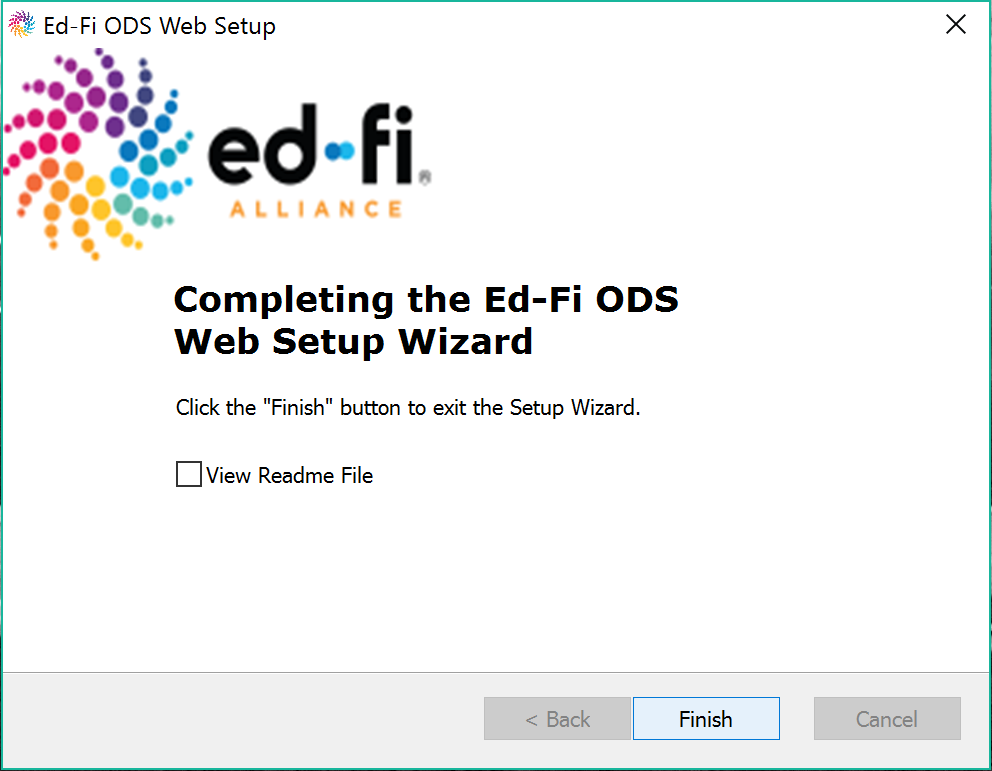 Ed-Fi ODS Web Setup
ed-fi®
ALLIANCE
Completing the Ed-Fi ODS
Web Setup Wizard
Click the "Finish" button to exit the Setup Wizard.
View Readme File
< Back Finish Cancel